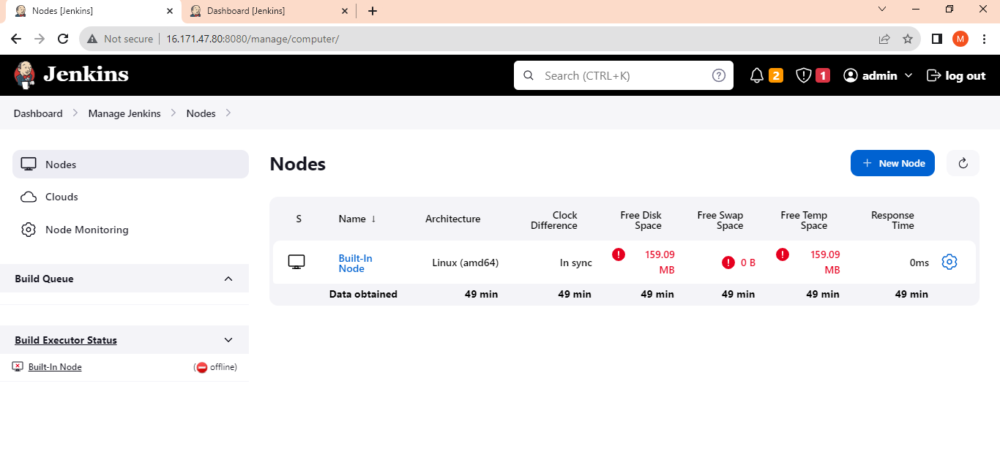 Nodes [Jenkins]
Dashboard [Jenkins]
Not secure
16.171.47.80:8080/manage/computer/
M
Jenkins
Search (CTRL+K)
?
2
1
admin
log out
Dashboard
Manage Jenkins
Nodes
Nodes
Clouds
Node Monitoring
Build Queue
Build Executor Status
Built-In Node
(offline)
Nodes
New Node
S
Name ↓
Architecture
Clock
Difference
Free Disk
Space
Free Swap
Space
Free Temp
Space
Response
Time
Built-In
Node
Linux (amd64)
In sync
159.09
MB
0 B
159.09
MB
0ms
Data obtained
49 min
49 min
49 min
49 min
49 min
49 min